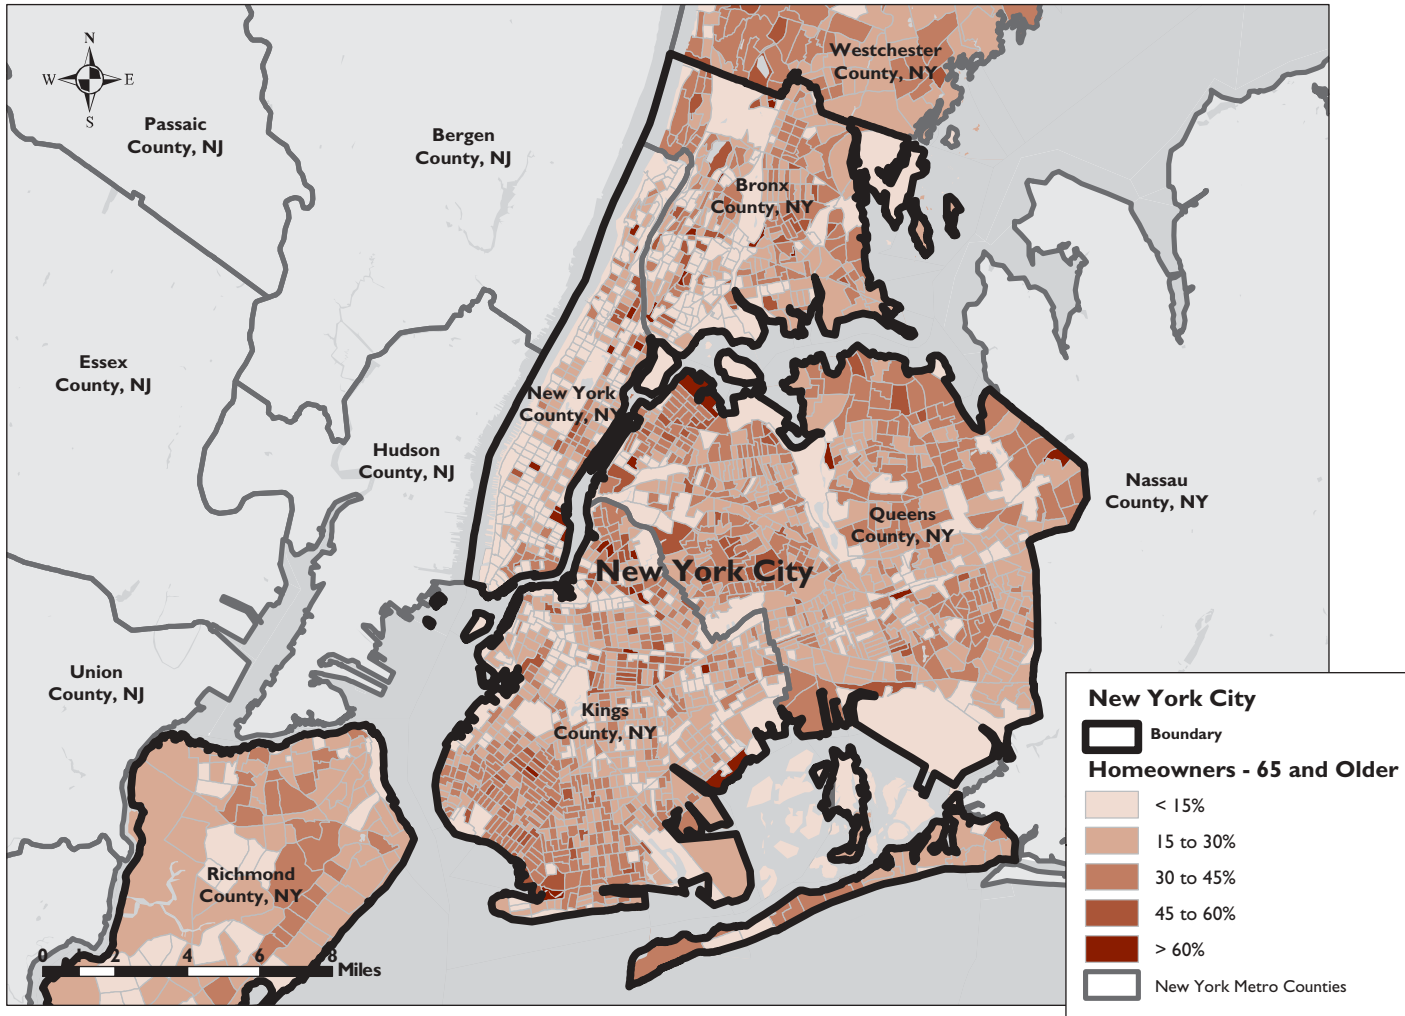 N
W
E
S
Westchester
County, NY
Passaic
County, NJ
Bergen
County, NJ
Bronx
County, NY
Essex
County, NJ
New York
County, NY
Hudson
County, NJ
Nassau
County, NY
Queens
County, NY
New York City
Union
County, NJ
Kings
County, NY
Richmond
County, NY
0 2 4 6 8
Miles
New York City
Boundary
Homeowners - 65 and Older
< 15%
15 to 30%
30 to 45%
45 to 60%
> 60%
New York Metro Counties